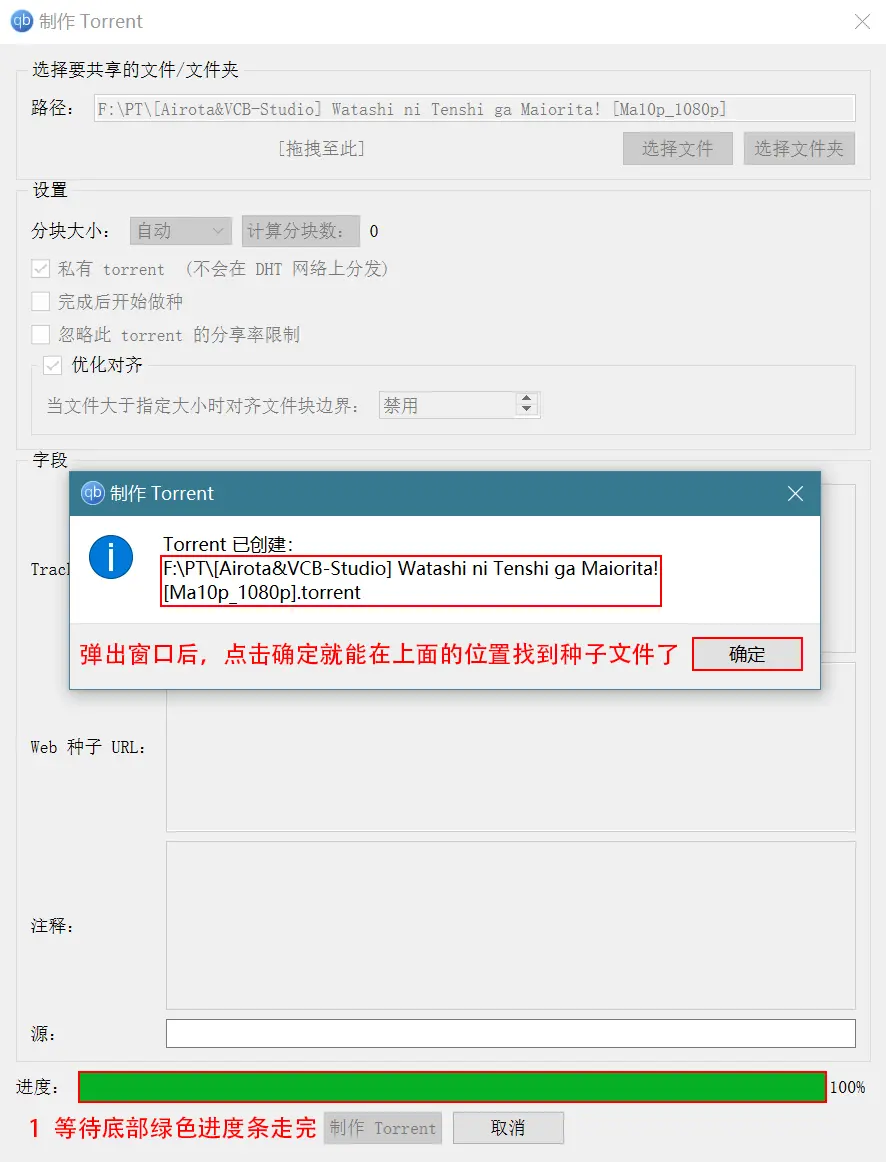 qb 制作 Torrent
选择要共享的文件/文件夹
路径： F:\PT\[Airota&VCB-Studio] Watashi ni Tenshi ga Maiorita! [Ma10p_1080p]
[拖拽至此] 选择文件 选择文件夹
设置
分块大小： 自动 计算分块数： 0
私有 torrent （不会在 DHT 网络上分发）
完成后开始做种
忽略此 torrent 的分享率限制
优化对齐
当文件大于指定大小时对齐文件块边界： 禁用
字段
qb 制作 Torrent
Torrent 已创建：
F:\PT\[Airota&VCB-Studio] Watashi ni Tenshi ga Maiorita!
[Ma10p_1080p].torrent
Track
弹出窗口后，点击确定就能在上面的位置找到种子文件了 确定
Web 种子 URL：
注释：
源：
进度： 100%
1 等待底部绿色进度条走完 制作 Torrent 取消